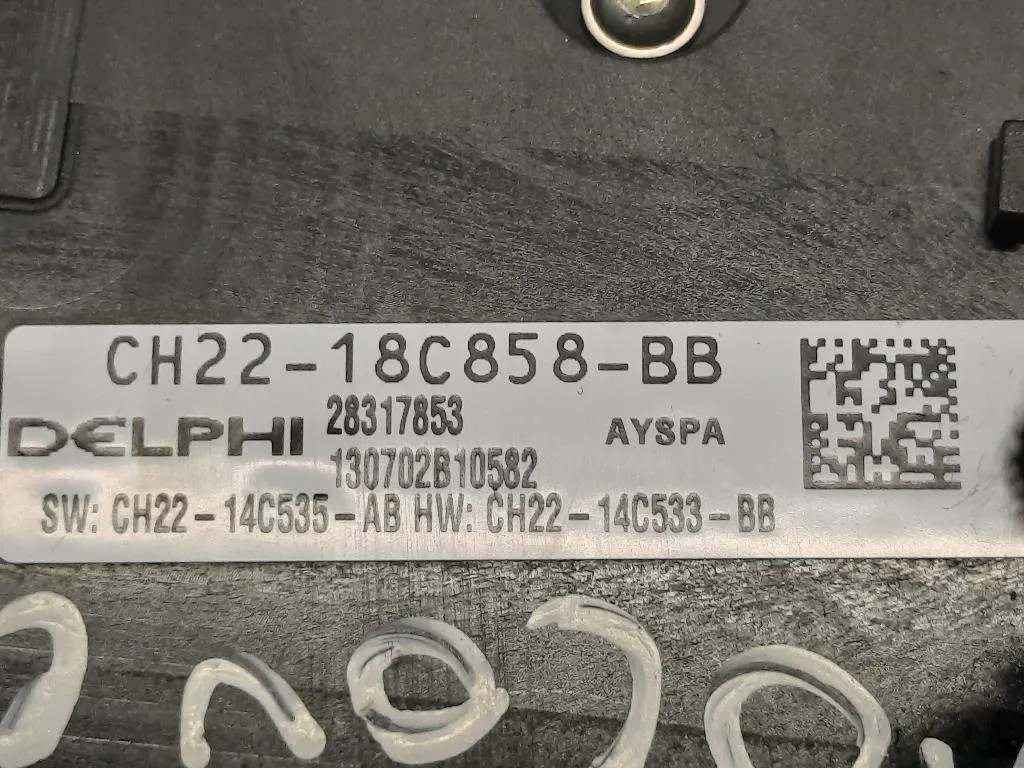 CH22-18C858-BB
DELPHI 28317853 AYSPA
130702B10582
SW: CH22-14C535-AB HW: CH22-14C533-BB